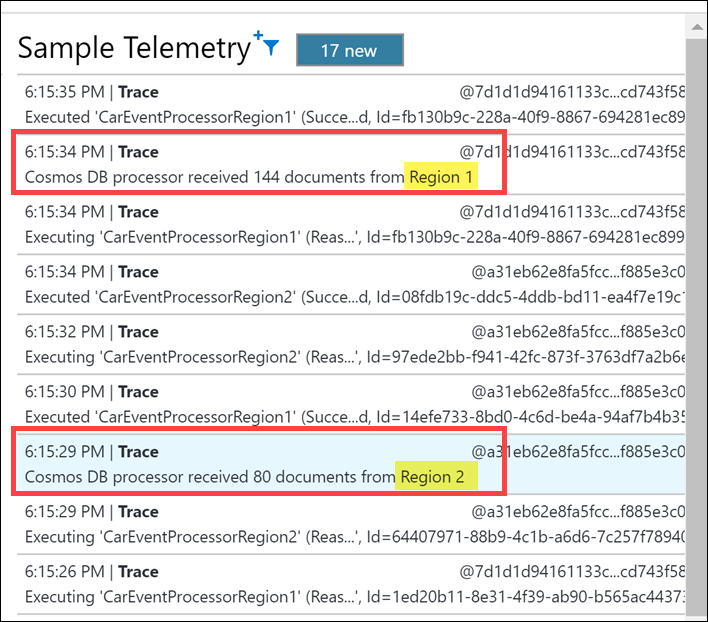 Sample Telemetry
17 new
6:15:35 PM | Trace @7d1d1d94161133c...cd743f58
Executed 'CarEventProcessorRegion1' (Succe...d, Id=fb130b9c-228a-40f9-8867-694281ec89
6:15:34 PM | Trace @7d1d1d94161133c...cd743f58
Cosmos DB processor received 144 documents from Region 1
6:15:34 PM | Trace @7d1d1d94161133c...cd743f58
Executing 'CarEventProcessorRegion1' (Reas...', Id=fb130b9c-228a-40f9-8867-694281ec899
6:15:34 PM | Trace @a31eb62e8fa5fcc...f885e3c0
Executed 'CarEventProcessorRegion2' (Succe...d, Id=08fdb19c-ddc5-4ddb-bd11-ea4f7e19c1
6:15:32 PM | Trace @a31eb62e8fa5fcc...f885e3c0
Executing 'CarEventProcessorRegion2' (Reas...', Id=97ede2bb-f941-42fc-873f-3763df7a2b6e
6:15:30 PM | Trace @a31eb62e8fa5fcc...f885e3c0
Executed 'CarEventProcessorRegion1' (Succe...d, Id=14efe733-8bd0-4c6d-be4a-94af7b4b35
6:15:29 PM | Trace @a31eb62e8fa5fcc...f885e3c0
Cosmos DB processor received 80 documents from Region 2
6:15:29 PM | Trace @a31eb62e8fa5fcc...f885e3c0
Executing 'CarEventProcessorRegion2' (Reas...', Id=64407971-88b9-4c1b-a6d6-7c257f78940
6:15:26 PM | Trace @7d1d1d94161133c...cd743f58
Executing 'CarEventProcessorRegion1' (Reas...', Id=1ed20b11-8e31-4f39-ab90-b565ac44373